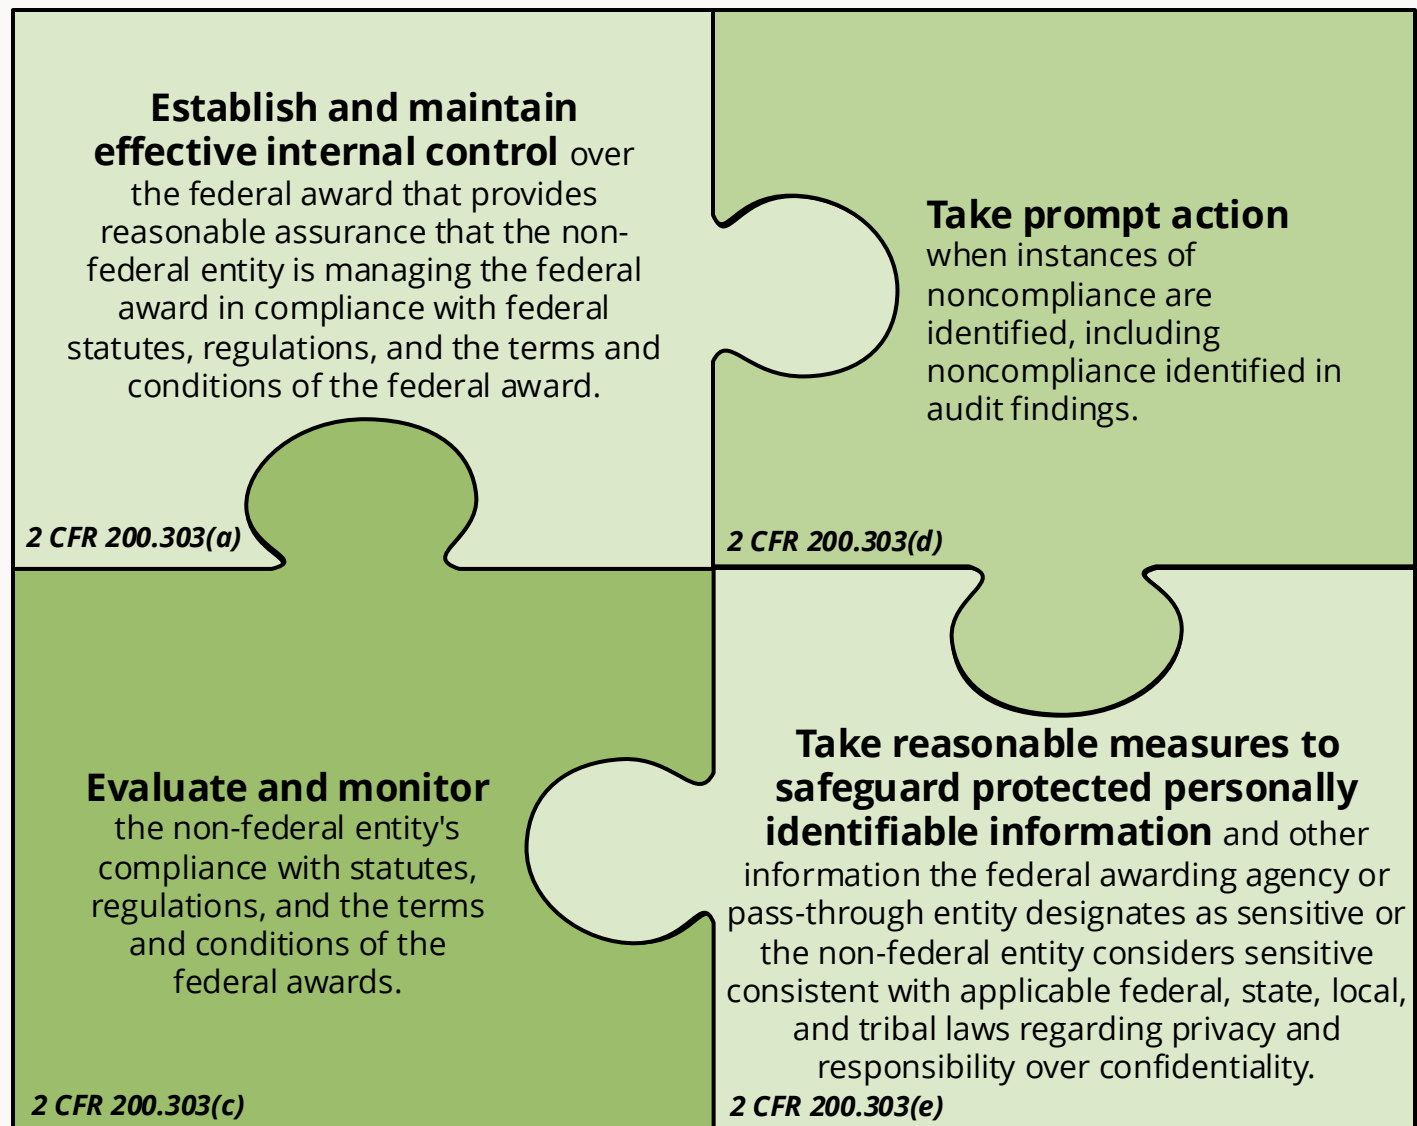 Establish and maintain
effective internal control over
the federal award that provides
reasonable assurance that the non-
federal entity is managing the federal
award in compliance with federal
statutes, regulations, and the terms and
conditions of the federal award.
2 CFR 200.303(a)
Take prompt action
when instances of
noncompliance are
identified, including
noncompliance identified in
audit findings.
2 CFR 200.303(d)
Evaluate and monitor
the non-federal entity's
compliance with statutes,
regulations, and the terms
and conditions of the
federal awards.
2 CFR 200.303(c)
Take reasonable measures to
safeguard protected personally
identifiable information and other
information the federal awarding agency or
pass-through entity designates as sensitive or
the non-federal entity considers sensitive
consistent with applicable federal, state, local,
and tribal laws regarding privacy and
responsibility over confidentiality.
2 CFR 200.303(e)